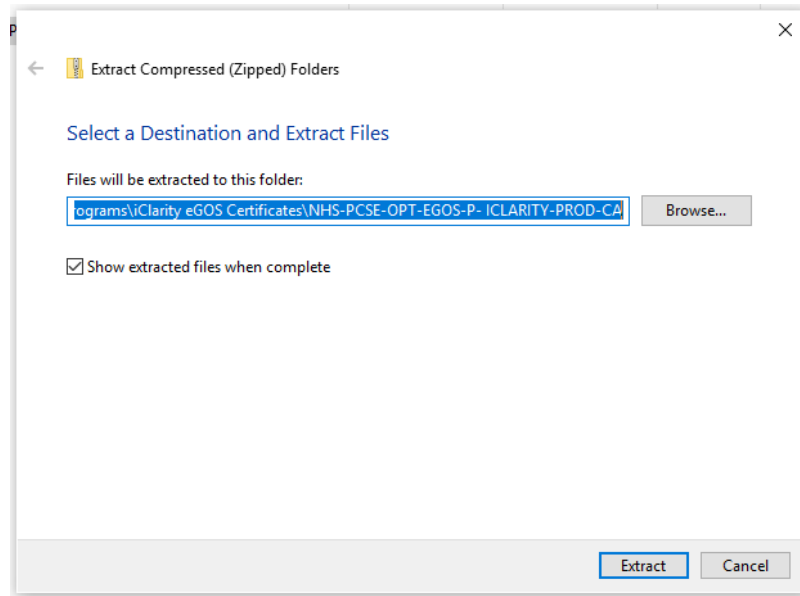 P
Extract Compressed (Zipped) Folders
Select a Destination and Extract Files
Files will be extracted to this folder:
ograms\iClarity eGOS Certificates\NHS-PCSE-OPT-EGOS-P- ICLARITY-PROD-CA
Browse...
Show extracted files when complete
Extract
Cancel